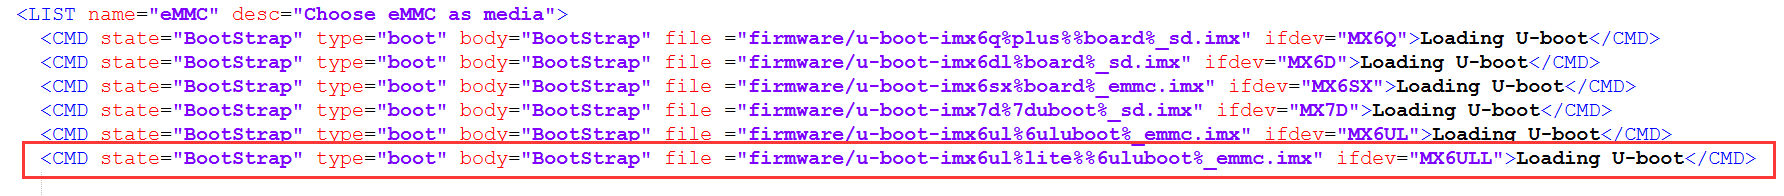 <LIST name="eMMC" desc="Choose eMMC as media">
<CMD state="BootStrap" type="boot" body="BootStrap" file ="firmware/u-boot-imx6q%plus%%board%_sd.imx" ifdev="MX6Q">Loading U-boot</CMD>
<CMD state="BootStrap" type="boot" body="BootStrap" file ="firmware/u-boot-imx6dl%board%_sd.imx" ifdev="MX6D">Loading U-boot</CMD>
<CMD state="BootStrap" type="boot" body="BootStrap" file ="firmware/u-boot-imx6sx%board%_emmc.imx" ifdev="MX6SX">Loading U-boot</CMD>
<CMD state="BootStrap" type="boot" body="BootStrap" file ="firmware/u-boot-imx7d%7duboot%_sd.imx" ifdev="MX7D">Loading U-boot</CMD>
<CMD state="BootStrap" type="boot" body="BootStrap" file ="firmware/u-boot-imx6ul%6uluboot%_emmc.imx" ifdev="MX6UL">Loading U-boot</CMD>
<CMD state="BootStrap" type="boot" body="BootStrap" file ="firmware/u-boot-imx6ul%lite%%6uluboot%_emmc.imx" ifdev="MX6ULL">Loading U-boot</CMD>